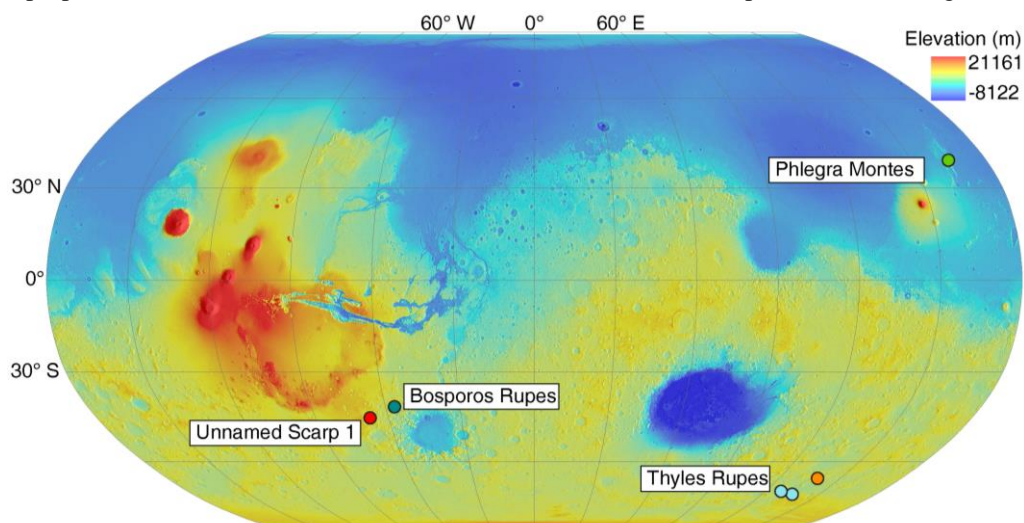 60° W 0° 60° E
Elevation (m)
21161
-8122
Phlegra Montes
30° N
0°
30° S
Bosporos Rupes
Unnamed Scarp 1
Thyles Rupes